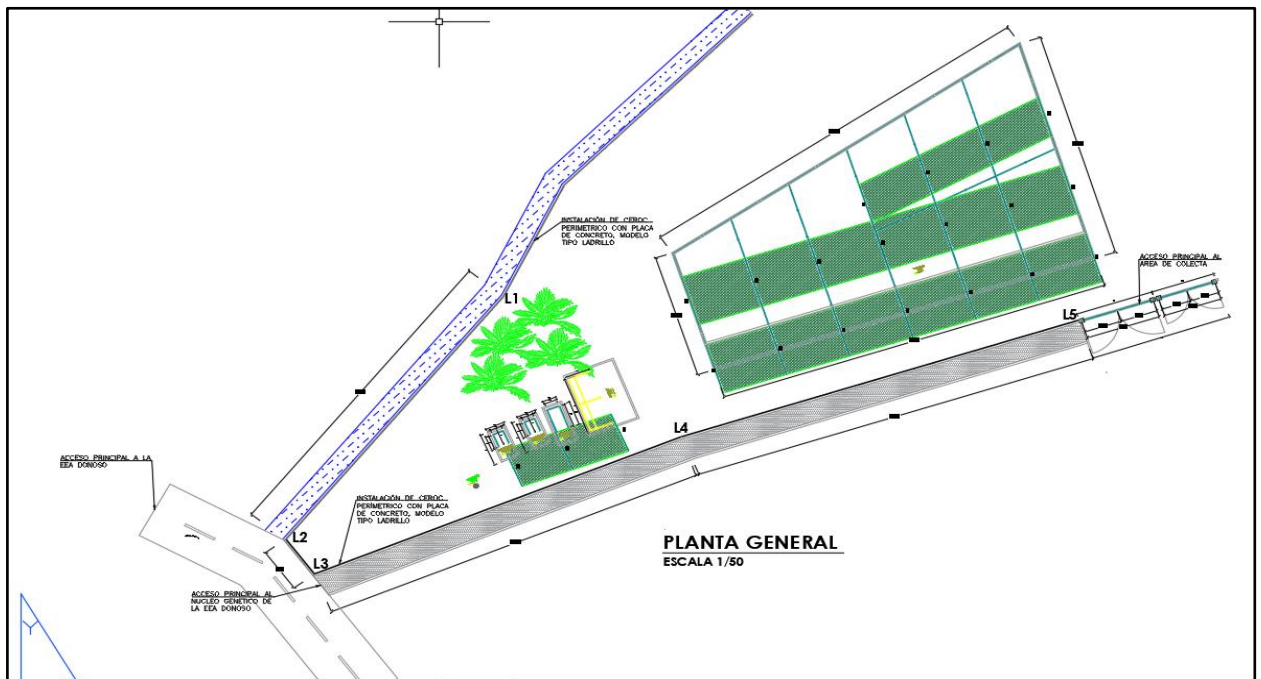 INSTALACIÓN DE CERCO
PERIMETRICO CON PLACA
DE CONCRETO, MODELO
TIPO LADRILLO
ACCESO PRINCIPAL AL
AREA DE COLECTA
L1
L5
L4
ACCESO PRINCIPAL A LA
EEA DONOSO
INSTALACIÓN DE CERCO
PERIMETRICO CON PLACA
DE CONCRETO, MODELO
TIPO LADRILLO
L2
L3
PLANTA GENERAL
ESCALA 1/50
ACCESO PRINCIPAL AL
NUCLEO GENETICO DE
LA EEA DONOSO
Y